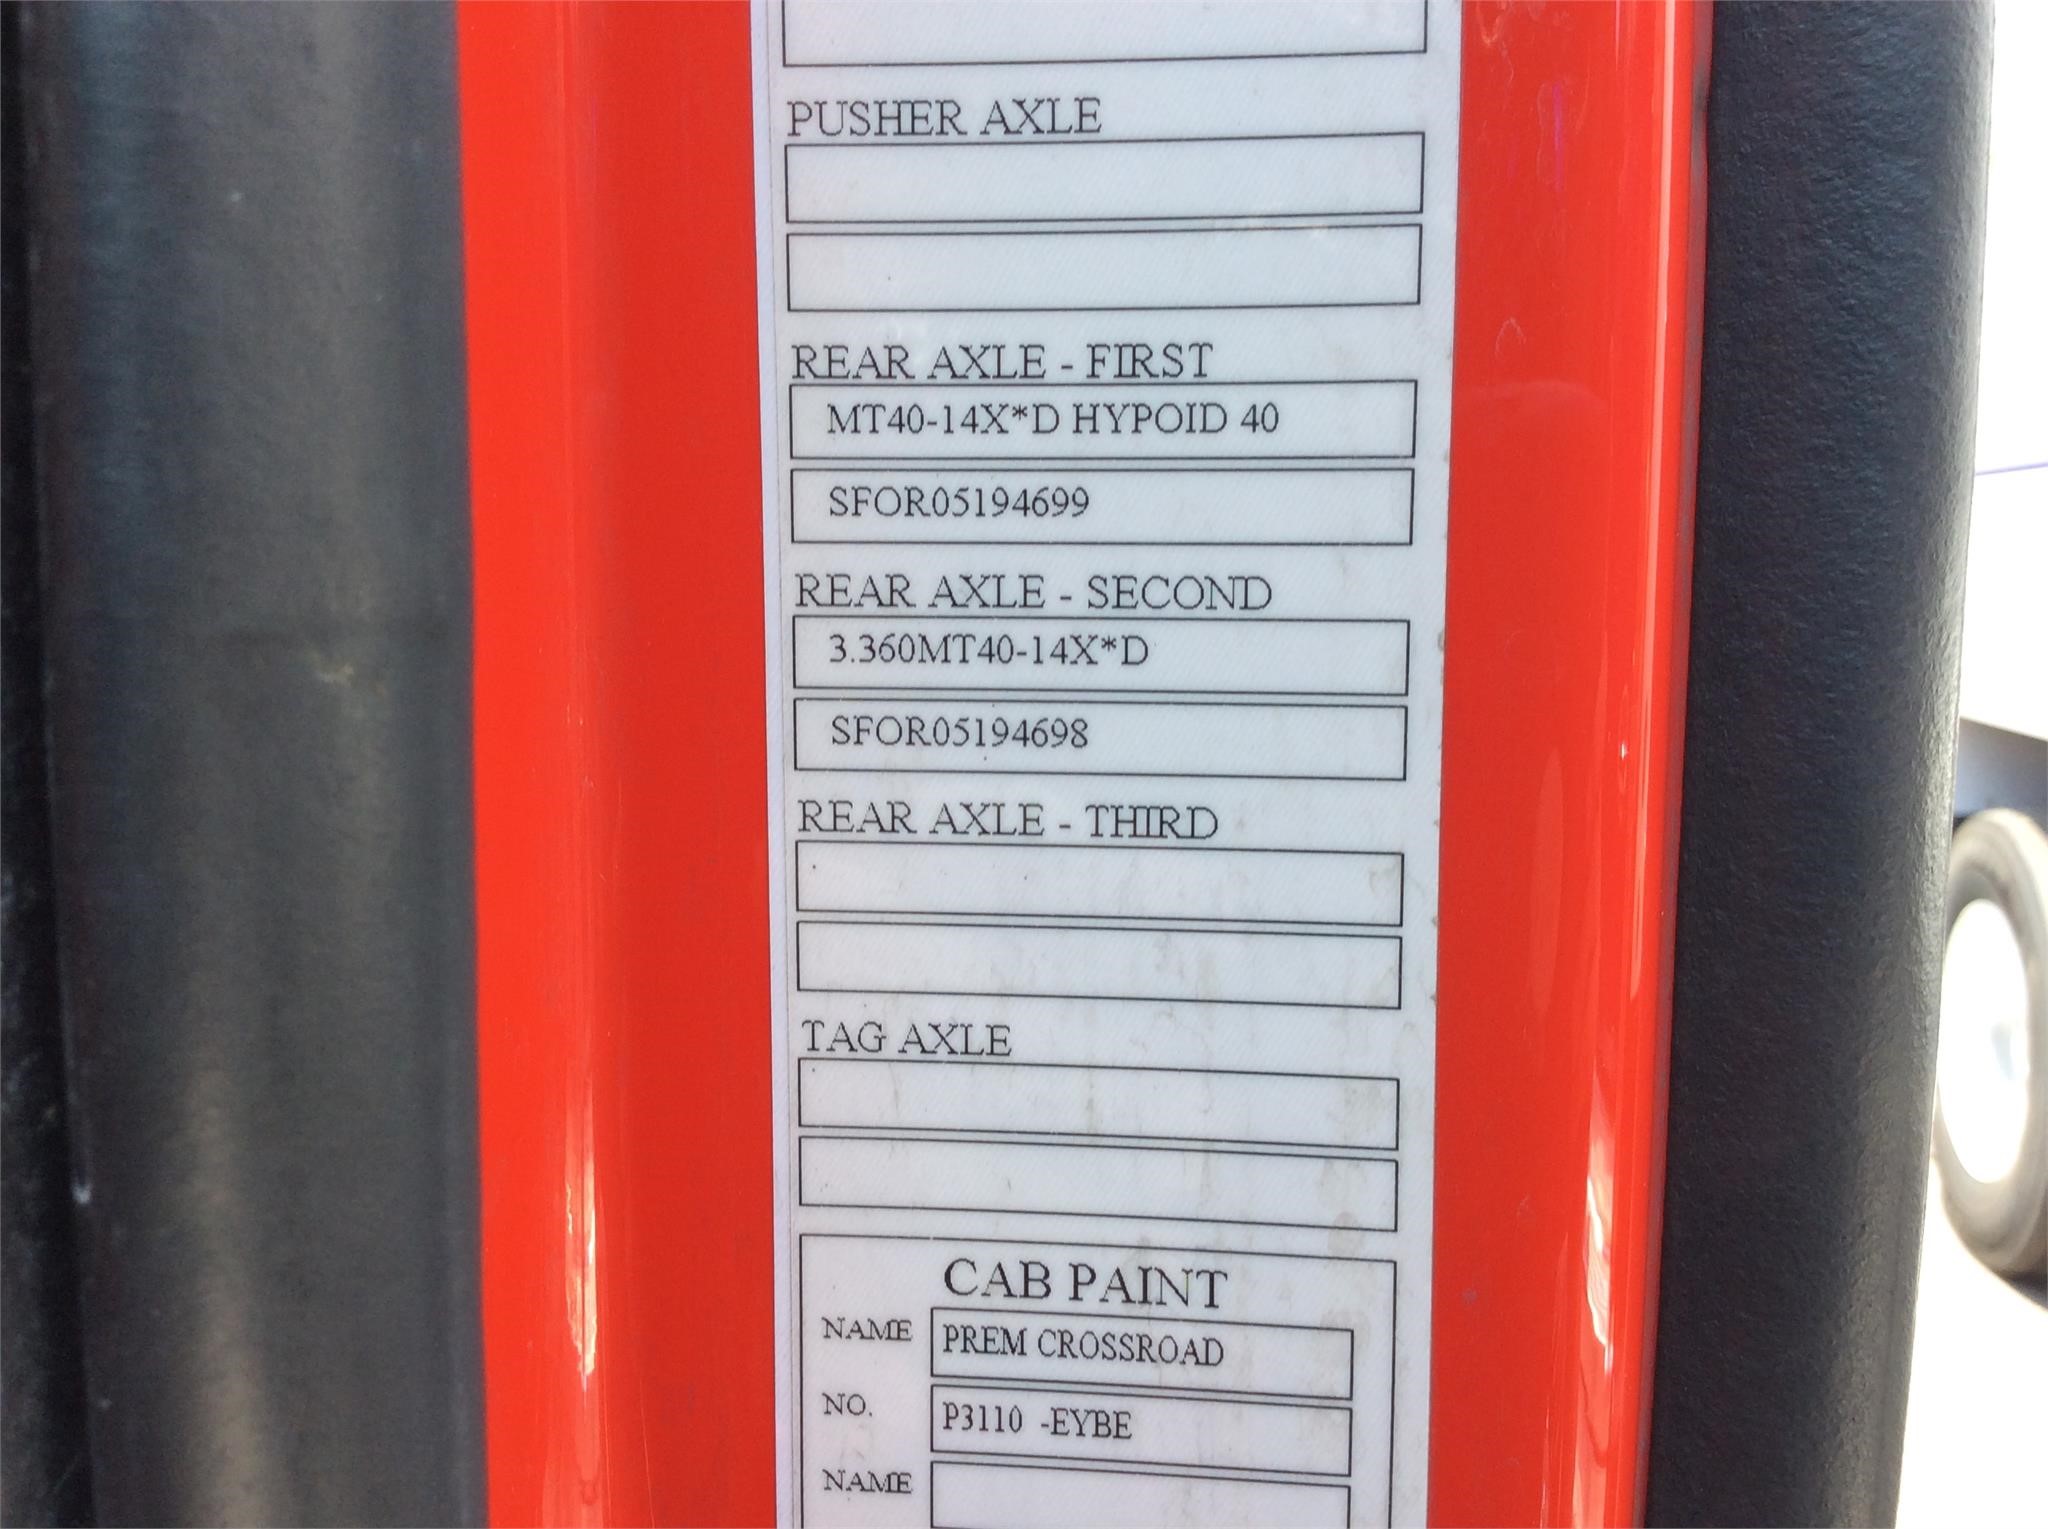 PUSHER AXLE
REAR AXLE - FIRST
MT40-14X*D HYPOID 40
SFOR05194699
REAR AXLE - SECOND
3.360MT40-14X*D
SFOR05194698
REAR AXLE - THIRD
TAG AXLE
CAB PAINT
NAME PREM CROSSROAD
NO. P3110 -EYBE
NAME